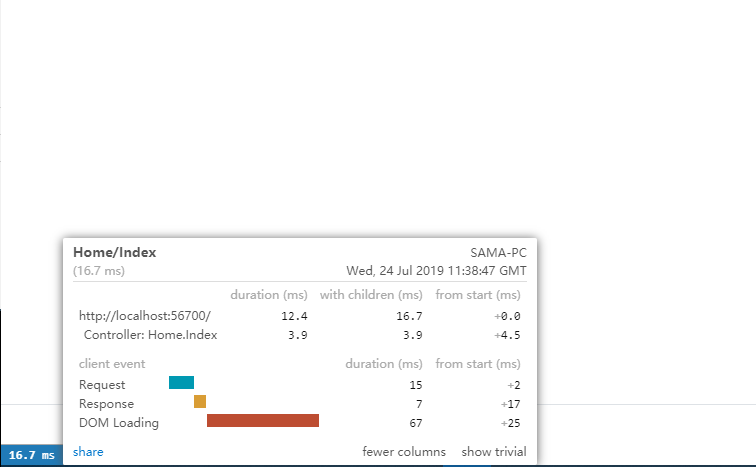 Home/Index SAMA-PC
(16.7 ms) Wed, 24 Jul 2019 11:38:47 GMT
duration (ms) with children (ms) from start (ms)
http://localhost:56700/ 12.4 16.7 +0.0
Controller: Home.Index 3.9 3.9 +4.5
client event duration (ms) from start (ms)
Request 15 +2
Response 7 +17
DOM Loading 67 +25
share fewer columns show trivial
16.7 ms